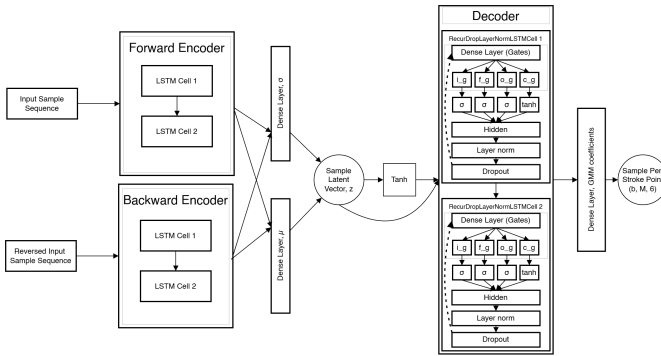 Forward Encoder
LSTM Cell 1
LSTM Cell 2
Input Sample
Sequence
Backward Encoder
LSTM Cell 1
LSTM Cell 2
Reversed Input
Sample Sequence
Dense Layer, σ
Dense Layer, μ
Sample
Latent
Vector, z
Tanh
Decoder
RecurDropLayerNormLSTMCell 1
Dense Layer (Gates)
i_g
f_g
o_g
c_g
σ
σ
σ
tanh
Hidden
Layer norm
Dropout
RecurDropLayerNormLSTMCell 2
Dense Layer (Gates)
i_g
f_g
o_g
c_g
σ
σ
σ
tanh
Hidden
Layer norm
Dropout
Dense Layer, GMM coefficients
Sample Pen
Stroke Point
(b, M, 6)